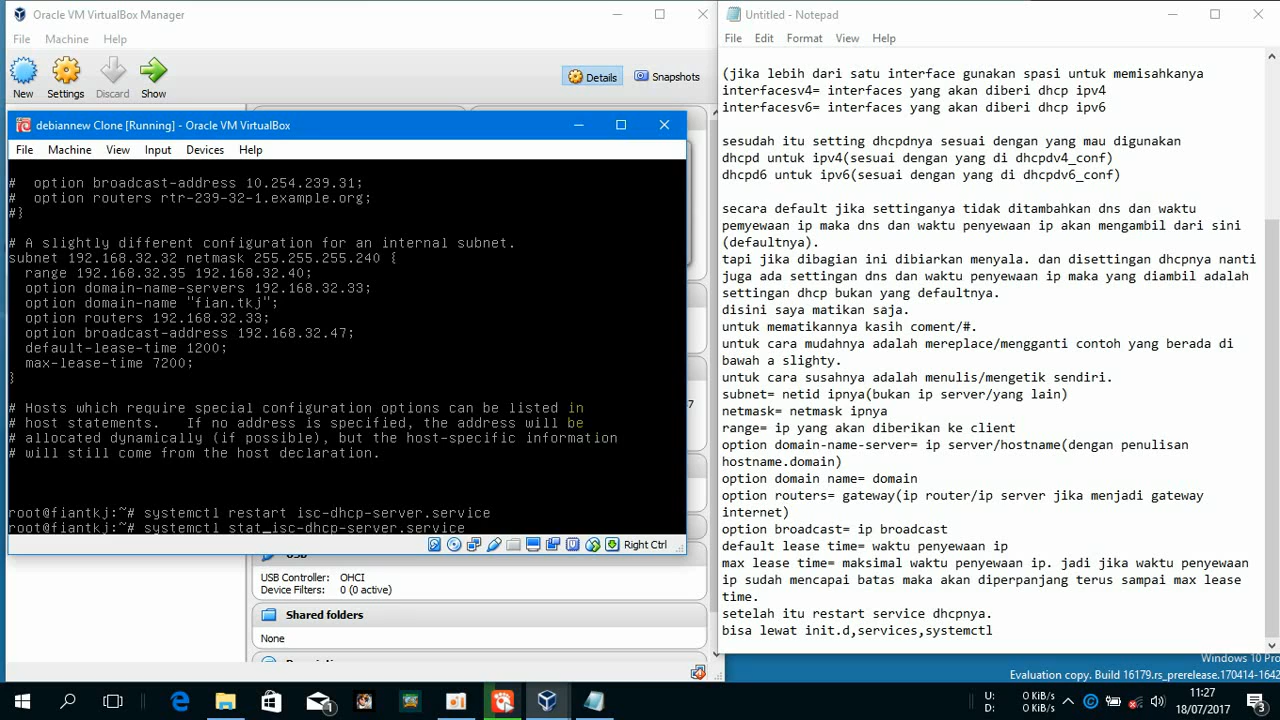 Oracle VM VirtualBox Manager
File Machine Help
New Settings Discard Show
Details Snapshots
debiannew Clone [Running] - Oracle VM VirtualBox
File Machine View Input Devices Help
#  option broadcast-address 10.254.239.31;
#  option routers rtr-239-32-1.example.org;
#}
# A slightly different configuration for an internal subnet.
subnet 192.168.32.32 netmask 255.255.255.240 {
range 192.168.32.35 192.168.32.40;
option domain-name-servers 192.168.32.33;
option domain-name "fian.tkj";
option routers 192.168.32.33;
option broadcast-address 192.168.32.47;
default-lease-time 1200;
max-lease-time 7200;
}
# Hosts which require special configuration options can be listed in
# host statements.   If no address is specified, the address will be
# allocated dynamically (if possible), but the host-specific information
# will still come from the host declaration.
root@fiantkj:~# systemctl restart isc-dhcp-server.service
root@fiantkj:~# systemctl stat_isc-dhcp-server.service
Right Ctrl
USB Controller: OHCI
Device Filters: 0 (0 active)
Shared folders
None
Untitled - Notepad
File Edit Format View Help
(jika lebih dari satu interface gunakan spasi untuk memisahkanya
interfacesv4= interfaces yang akan diberi dhcp ipv4
interfacesv6= interfaces yang akan diberi dhcp ipv6
sesudah itu setting dhcpdnya sesuai dengan yang mau digunakan
dhcpd untuk ipv4(sesuai dengan yang di dhcpdv4_conf)
dhcpd6 untuk ipv6(sesuai dengan yang di dhcpdv6_conf)
secara default jika settinganya tidak ditambahkan dns dan waktu
pemyewaan ip maka dns dan waktu penyewaan ip akan mengambil dari sini
(defaultnya).
tapi jika dibagian ini dibiarkan menyala. dan disettingan dhcpnya nanti
juga ada settingan dns dan waktu penyewaan ip maka yang diambil adalah
settingan dhcp bukan yang defaultnya.
disini saya matikan saja.
untuk mematikannya kasih coment/#.
untuk cara mudahnya adalah mereplace/mengganti contoh yang berada di
bawah a slighty.
untuk cara susahnya adalah menulis/mengetik sendiri.
subnet= netid ipnya(bukan ip server/yang lain)
netmask= netmask ipnya
range= ip yang akan diberikan ke client
option domain-name-server= ip server/hostname(dengan penulisan
hostname.domain)
option domain name= domain
option routers= gateway(ip router/ip server jika menjadi gateway
internet)
option broadcast= ip broadcast
default lease time= waktu penyewaan ip
max lease time= maksimal waktu penyewaan ip. jadi jika waktu penyewaan
ip sudah mencapai batas maka akan diperpanjang terus sampai max lease
time.
setelah itu restart service dhcpnya.
bisa lewat init.d,services,systemctl
Windows 10 Pro
Evaluation copy. Build 16179.rs_prerelease.170414-1642
U: 0 KiB/s
D: 0 KiB/s
11:27
18/07/2017